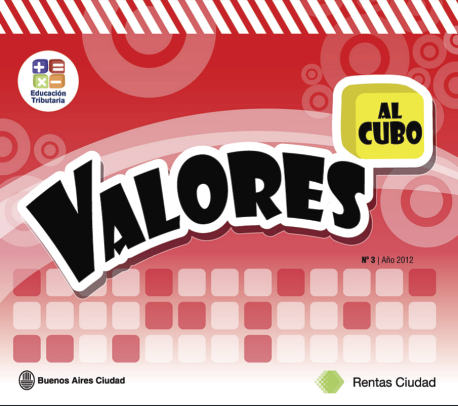 Educación
Tributaria
AL
CUBO
VALORES
Nº 3 | Año 2012
Buenos Aires Ciudad
Rentas Ciudad